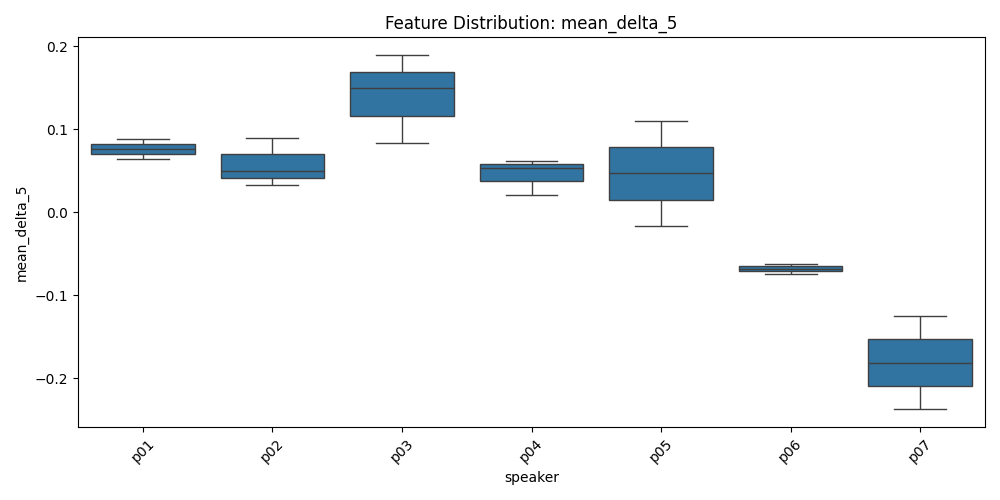 Feature Distribution: mean_delta_5
mean_delta_5
0.2
0.1
0.0
−0.1
−0.2
p01
p02
p03
p04
p05
p06
p07
speaker